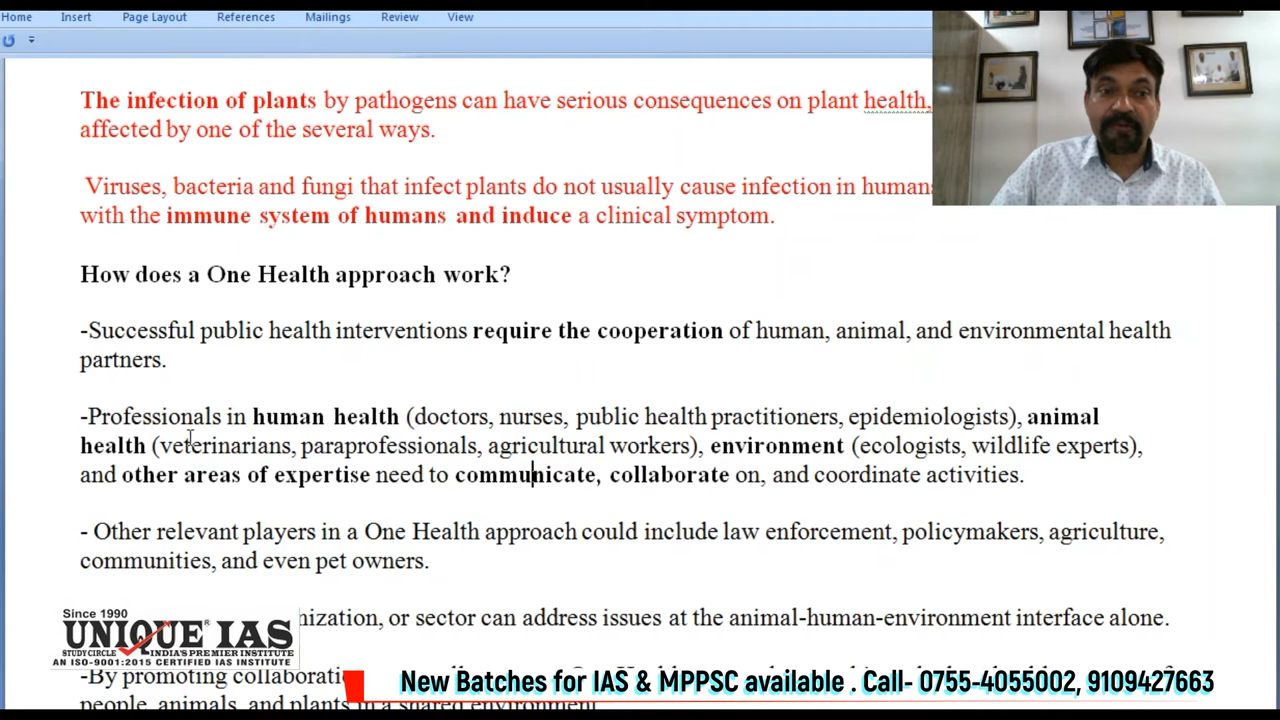 Home Insert Page Layout References Mailings Review View
The infection of plants by pathogens can have serious consequences on plant health,
affected by one of the several ways.
Viruses, bacteria and fungi that infect plants do not usually cause infection in humans
with the immune system of humans and induce a clinical symptom.
How does a One Health approach work?
-Successful public health interventions require the cooperation of human, animal, and environmental health
partners.
-Professionals in human health (doctors, nurses, public health practitioners, epidemiologists), animal
health (veterinarians, paraprofessionals, agricultural workers), environment (ecologists, wildlife experts),
and other areas of expertise need to communicate, collaborate on, and coordinate activities.
- Other relevant players in a One Health approach could include law enforcement, policymakers, agriculture,
communities, and even pet owners.
or sector can address issues at the animal-human-environment interface alone.
-By promoting
people, animals, and plants in a shared environment.
Since 1990
UNIQUE IAS
STUDY CIRCLE INDIA'S PREMIER INSTITUTE
AN ISO-9001:2015 CERTIFIED IAS INSTITUTE
New Batches for IAS & MPPSC available . Call- 0755-4055002, 9109427663